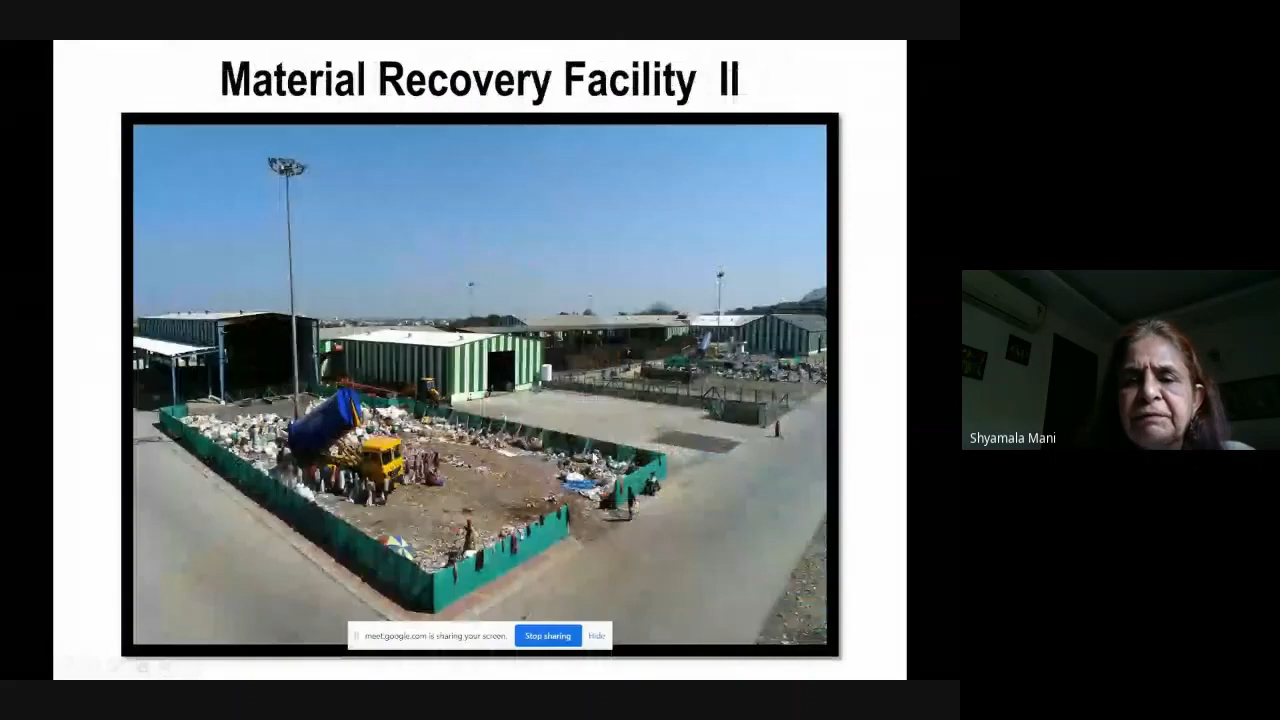 Material Recovery Facility II
meet.google.com is sharing your screen.
Stop sharing
Hide
Shyamala Mani